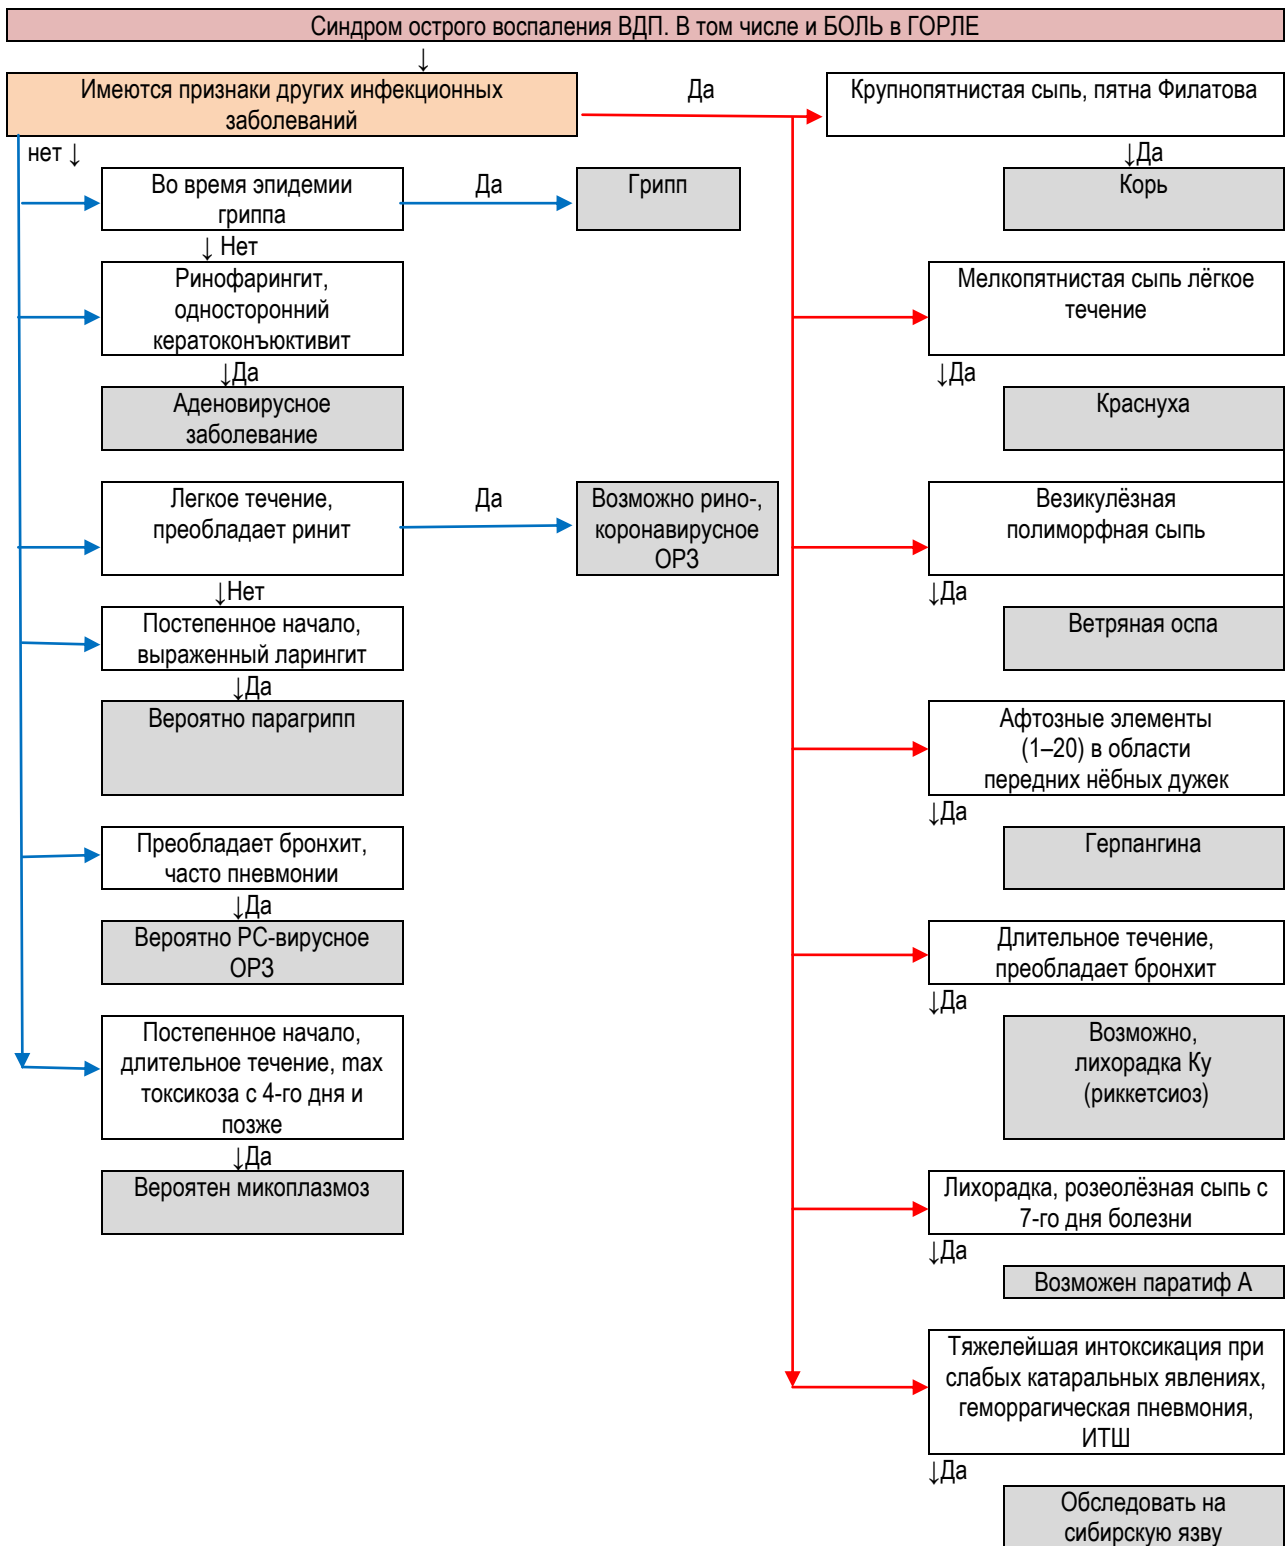 Синдром острого воспаления ВДП. В том числе и БОЛЬ в ГОРЛЕ
↓
Имеются признаки других инфекционных
заболеваний
Да
Крупнопятнистая сыпь, пятна Филатова
нет ↓
↓Да
Во время эпидемии
гриппа
Да
Грипп
Корь
↓ Нет
Ринофарингит,
односторонний
кератоконъюктивит
Мелкопятнистая сыпь лёгкое
течение
↓Да
↓Да
Аденовирусное
заболевание
Краснуха
Легкое течение,
преобладает ринит
Да
Возможно рино-,
коронавирусное
ОРЗ
Везикулёзная
полиморфная сыпь
↓Нет
↓Да
Постепенное начало,
выраженный ларингит
Ветряная оспа
↓Да
Вероятно парагрипп
Афтозные элементы
(1–20) в области
передних нёбных дужек
↓Да
Преобладает бронхит,
часто пневмонии
Герпангина
↓Да
Вероятно РС-вирусное
ОРЗ
Длительное течение,
преобладает бронхит
↓Да
Постепенное начало,
длительное течение, max
токсикоза с 4-го дня и
позже
Возможно,
лихорадка Ку
(риккетсиоз)
↓Да
Вероятен микоплазмоз
Лихорадка, розеолёзная сыпь с
7-го дня болезни
↓Да
Возможен паратиф А
Тяжелейшая интоксикация при
слабых катаральных явлениях,
геморрагическая пневмония,
ИТШ
↓Да
Обследовать на
сибирскую язву